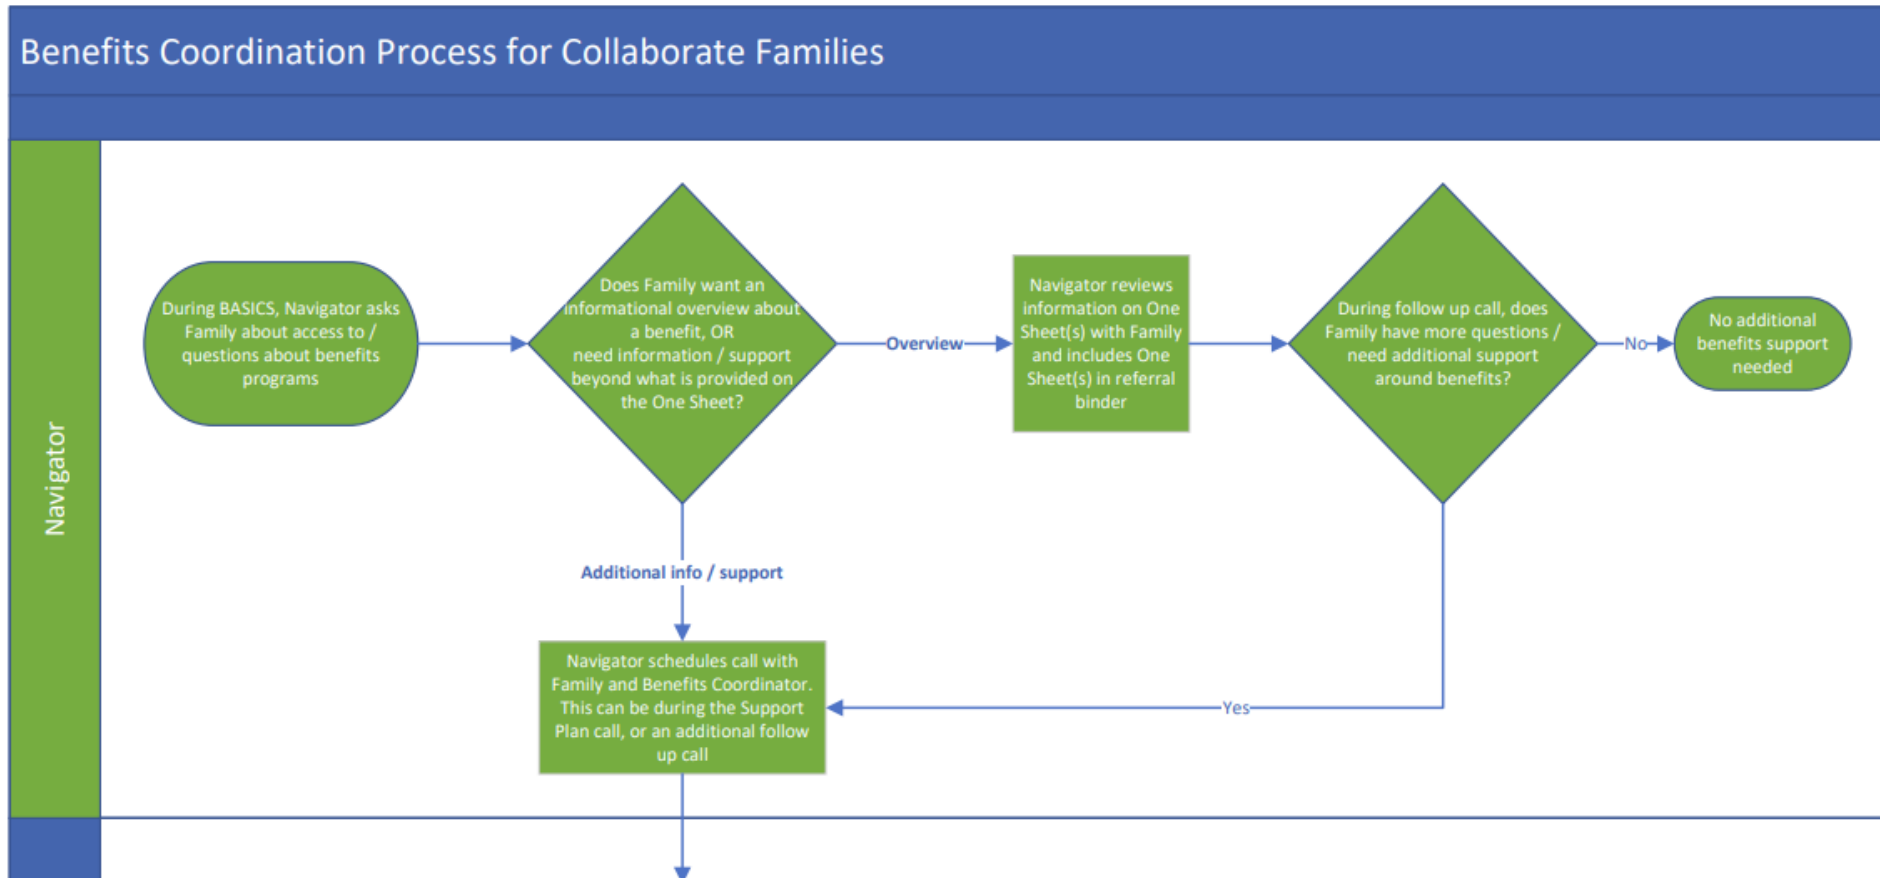 Benefits Coordination Process for Collaborate Families
Navigator
During BASICS, Navigator asks
Family about access to /
questions about benefits
programs
Does Family want an
informational overview about
a benefit, OR
need information / support
beyond what is provided on
the One Sheet?
Overview
Navigator reviews
information on One
Sheet(s) with Family
and includes One
Sheet(s) in referral
binder
During follow up call, does
Family have more questions /
need additional support
around benefits?
No
No additional
benefits support
needed
Additional info / support
Navigator schedules call with
Family and Benefits Coordinator.
This can be during the Support
Plan call, or an additional follow
up call
Yes